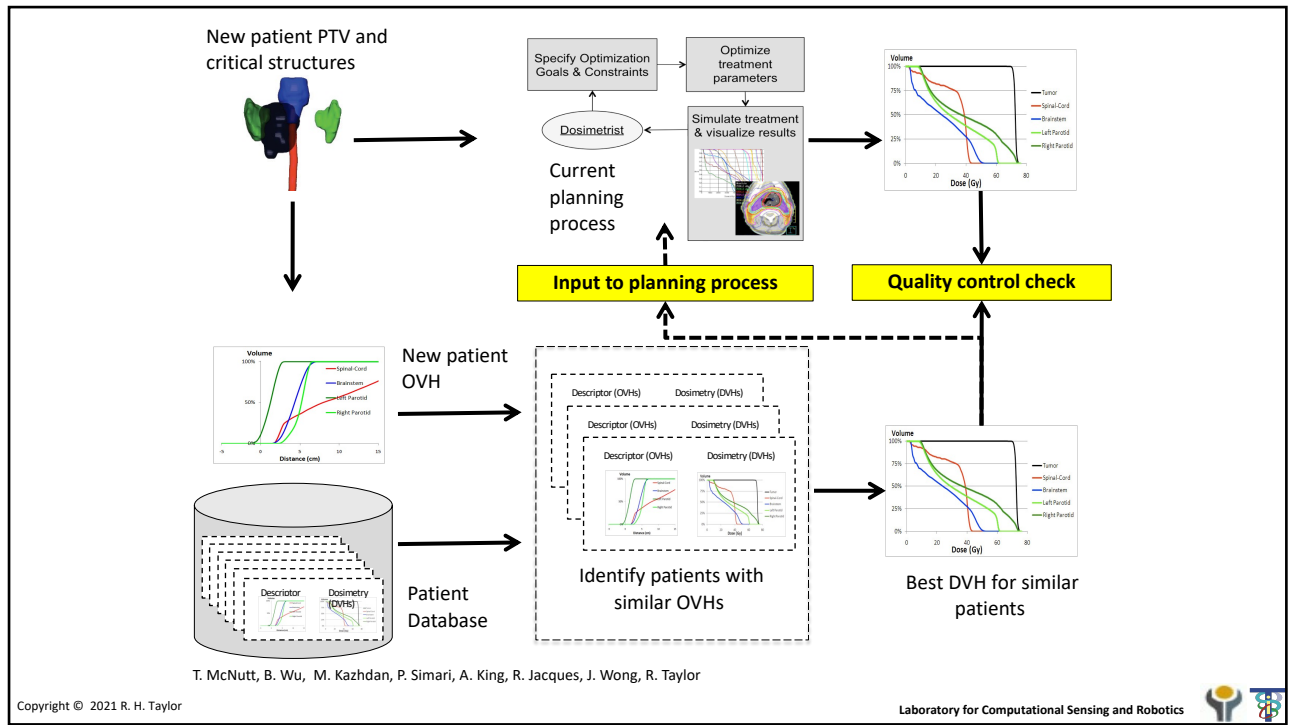 New patient PTV and
critical structures
Specify Optimization
Goals & Constraints
Optimize
treatment
parameters
Dosimetrist
Simulate treatment
& visualize results
Current
planning
process
Volume
100%
75%
50%
25%
0%
Tumor
Spinal-Cord
Brainstem
Left Parotid
Right Parotid
0
20
40
60
80
Dose (Gy)
Input to planning process
Quality control check
Volume
100%
50%
0%
Spinal-Cord
Brainstem
Left Parotid
Right Parotid
-5
0
5
10
15
Distance (cm)
New patient
OVH
Descriptor (OVHs) Dosimetry (DVHs)
Descriptor (OVHs) Dosimetry (DVHs)
Descriptor (OVHs) Dosimetry (DVHs)
Identify patients with
similar OVHs
Volume
100%
75%
50%
25%
0%
Tumor
Spinal-Cord
Brainstem
Left Parotid
Right Parotid
0
20
40
60
80
Dose (Gy)
Best DVH for similar
patients
Descriptor Dosimetry
(DVHs)
Patient
Database
T. McNutt, B. Wu, M. Kazhdan, P. Simari, A. King, R. Jacques, J. Wong, R. Taylor
Copyright © 2021 R. H. Taylor
Laboratory for Computational Sensing and Robotics